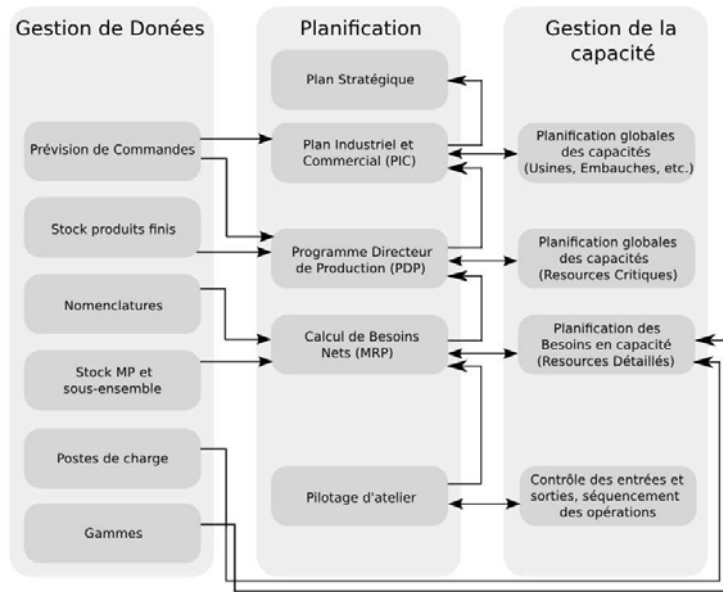 Gestion de Donées
Prévision de Commandes
Stock produits finis
Nomenclatures
Stock MP et
sous-ensemble
Postes de charge
Gammes
Planification
Plan Stratégique
Plan Industriel et
Commercial (PIC)
Programme Directeur
de Production (PDP)
Calcul de Besoins
Nets (MRP)
Pilotage d'atelier
Gestion de la
capacité
Planification globales
des capacités
(Usines, Embauches, etc.)
Planification globales
des capacités
(Resources Critiques)
Planification des
Besoins en capacité
(Resources Détaillés)
Contrôle des entrées et
sorties, séquencement
des opérations